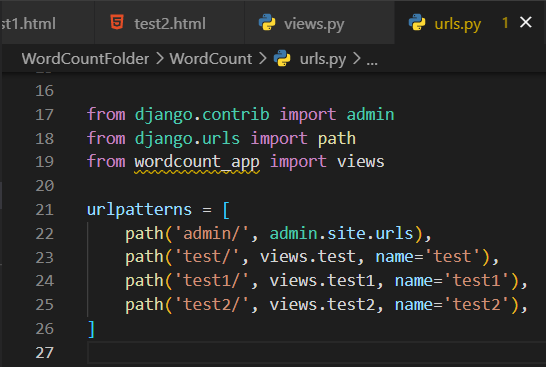 st1.html test2.html views.py urls.py 1 ×
WordCountFolder > WordCount > urls.py > ...
16
17 from django.contrib import admin
18 from django.urls import path
19 from wordcount_app import views
20
21 urlpatterns = [
22     path('admin/', admin.site.urls),
23     path('test/', views.test, name='test'),
24     path('test1/', views.test1, name='test1'),
25     path('test2/', views.test2, name='test2'),
26 ]
27